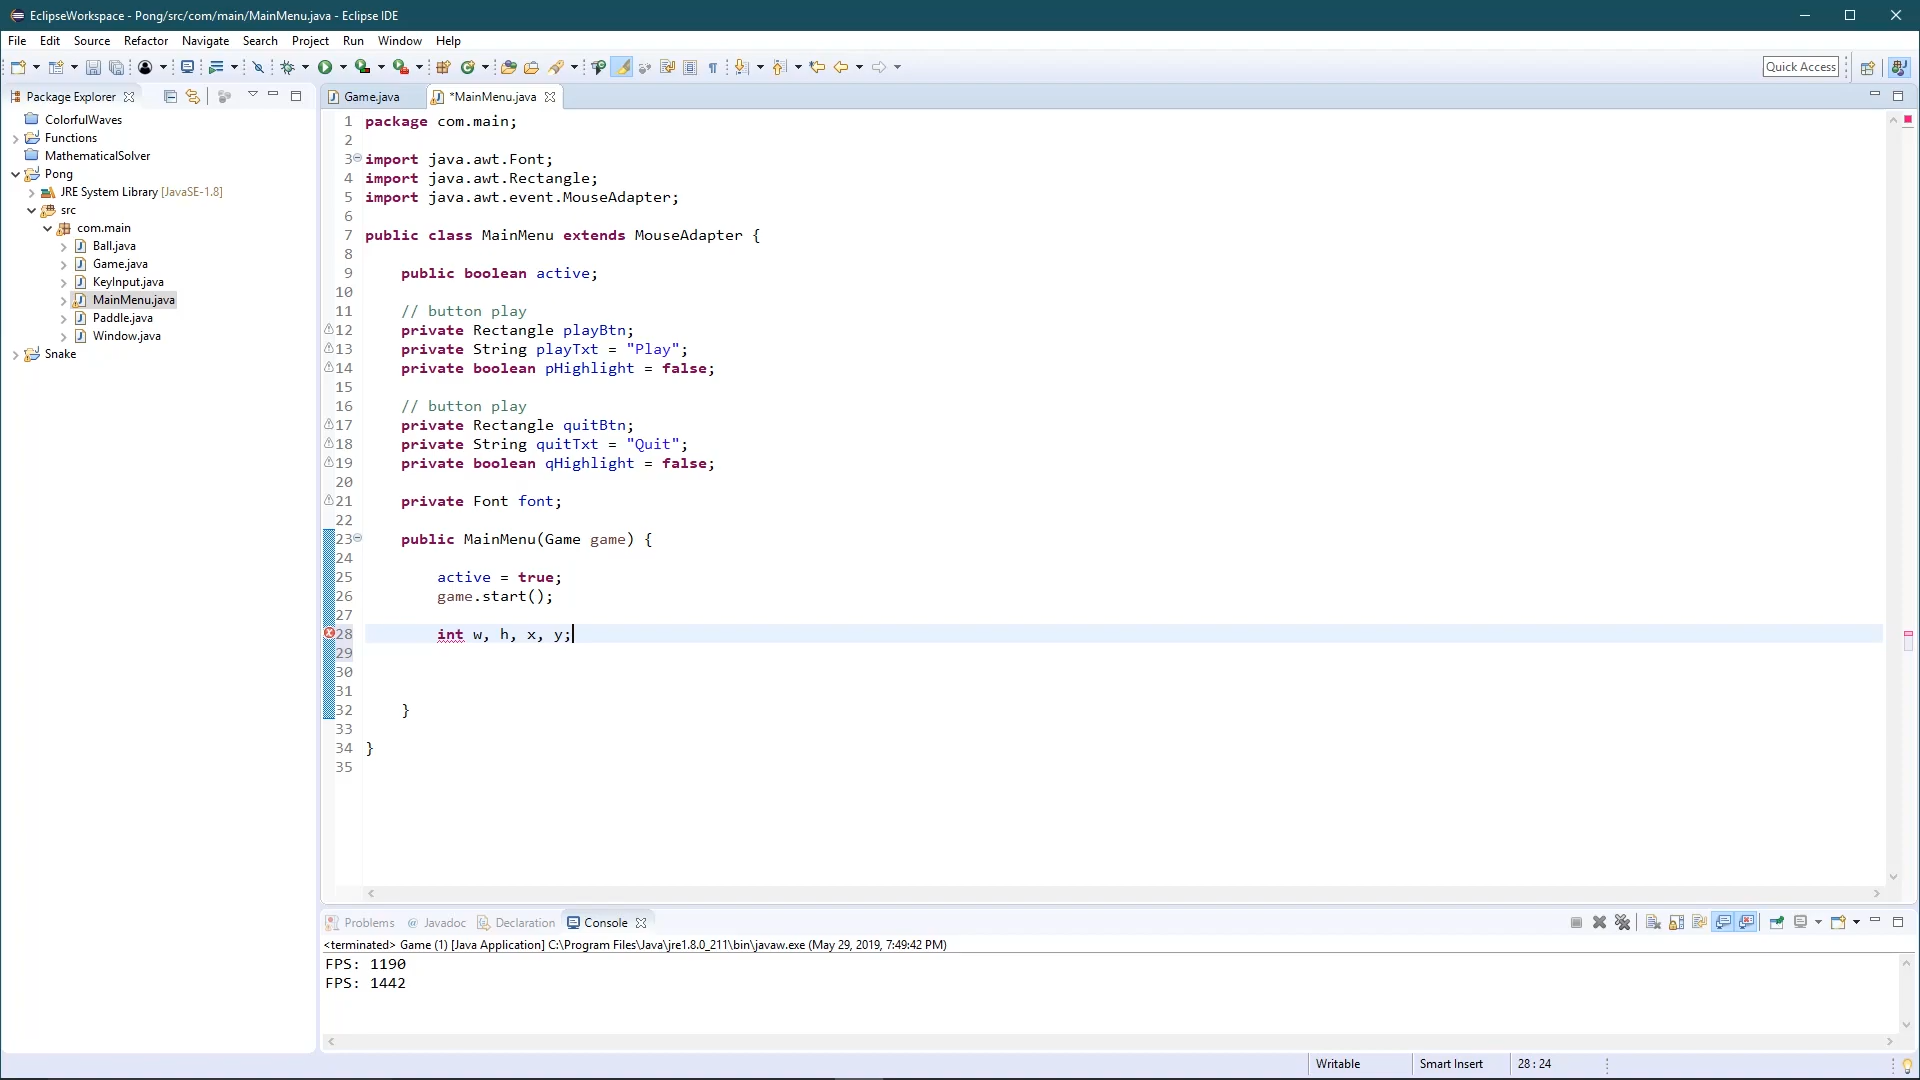 EclipseWorkspace - Pong/src/com/main/MainMenu.java - Eclipse IDE
File Edit Source Refactor Navigate Search Project Run Window Help
Quick Access
Package Explorer
ColorfulWaves
Functions
MathematicalSolver
Pong
JRE System Library [JavaSE-1.8]
src
com.main
Ball.java
Game.java
KeyInput.java
MainMenu.java
Paddle.java
Window.java
Snake
Game.java *MainMenu.java
1 package com.main;
2
3 import java.awt.Font;
4 import java.awt.Rectangle;
5 import java.awt.event.MouseAdapter;
6
7 public class MainMenu extends MouseAdapter {
8
9 public boolean active;
10
11 // button play
12 private Rectangle playBtn;
13 private String playTxt = "Play";
14 private boolean pHighlight = false;
15
16 // button play
17 private Rectangle quitBtn;
18 private String quitTxt = "Quit";
19 private boolean qHighlight = false;
20
21 private Font font;
22
23 public MainMenu(Game game) {
24
25 active = true;
26 game.start();
27
28 int w, h, x, y;
29
30
31
32 }
33
34 }
35
Problems @ Javadoc Declaration Console
<terminated> Game (1) [Java Application] C:\Program Files\Java\jre1.8.0_211\bin\javaw.exe (May 29, 2019, 7:49:42 PM)
FPS: 1190
FPS: 1442
Writable Smart Insert 28 : 24